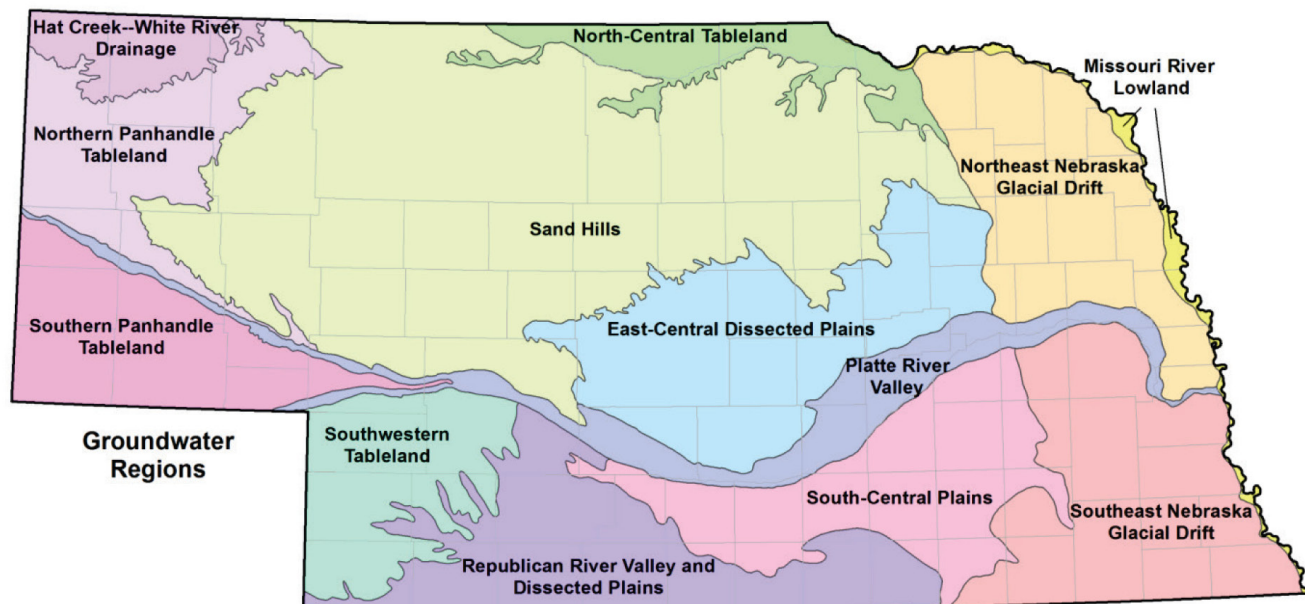 Hat Creek--White River
Drainage
North-Central Tableland
Missouri River
Lowland
Northern Panhandle
Tableland
Northeast Nebraska
Glacial Drift
Sand Hills
Southern Panhandle
Tableland
East-Central Dissected Plains
Platte River
Valley
Groundwater
Regions
Southwestern
Tableland
South-Central Plains
Southeast Nebraska
Glacial Drift
Republican River Valley and
Dissected Plains